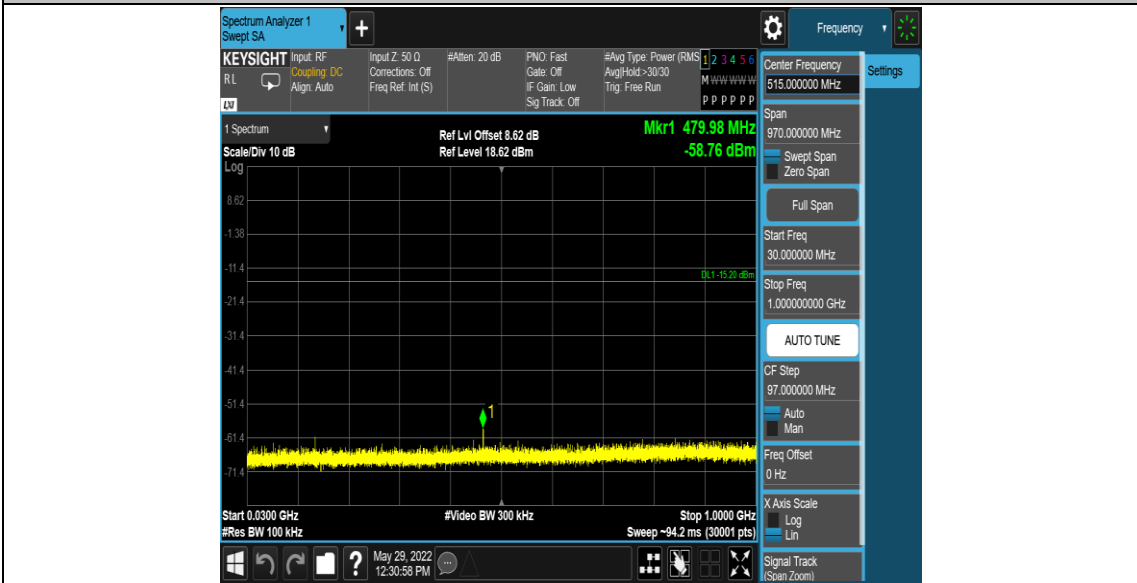 Spectrum Analyzer 1
Swept SA
Frequency
KEYSIGHT
R L
LXI
Input: RF
Coupling: DC
Align: Auto
Input Z: 50 Ω
Corrections: Off
Freq Ref: Int (S)
#Atten: 20 dB
PNO: Fast
Gate: Off
IF Gain: Low
Sig Track: Off
#Avg Type: Power (RMS
Avg|Hold:>30/30
Trig: Free Run
1 2 3 4 5 6
M W W W W W
P P P P P P
1 Spectrum
Scale/Div 10 dB
Log
Ref Lvl Offset 8.62 dB
Ref Level 18.62 dBm
Mkr1 479.98 MHz
-58.76 dBm
8.62
-1.38
-11.4
DL1 -15.20 dBm
-21.4
-31.4
-41.4
-51.4
1
-61.4
-71.4
Start 0.0300 GHz
#Res BW 100 kHz
#Video BW 300 kHz
Stop 1.0000 GHz
Sweep ~94.2 ms (30001 pts)
May 29, 2022
12:30:58 PM
Center Frequency
515.000000 MHz
Settings
Span
970.000000 MHz
Swept Span
Zero Span
Full Span
Start Freq
30.000000 MHz
Stop Freq
1.000000000 GHz
AUTO TUNE
CF Step
97.000000 MHz
Auto
Man
Freq Offset
0 Hz
X Axis Scale
Log
Lin
Signal Track
(Span Zoom)